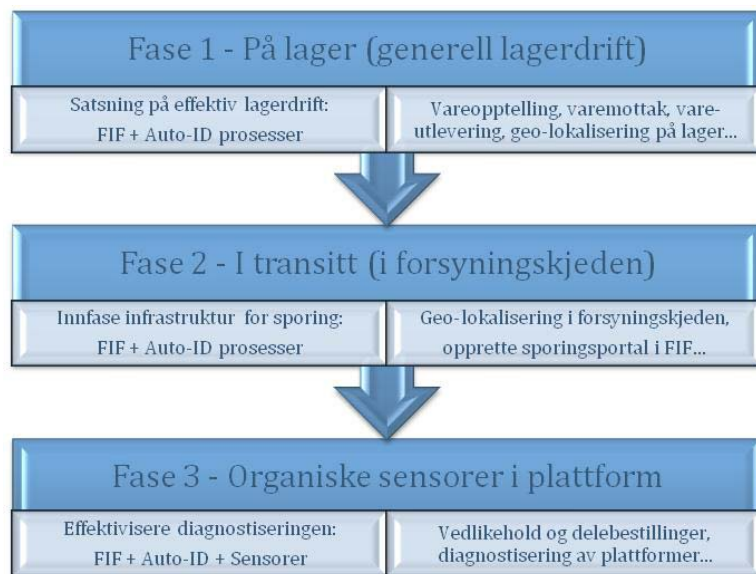 Fase 1 - På lager (generell lagerdrift)
Satsning på effektiv lagerdrift:
FIF + Auto-ID prosesser
Vareopptelling, varemottak, vare-
utlevering, geo-lokalisering på lager...
Fase 2 - I transitt (i forsyningskjeden)
Innfase infrastruktur for sporing:
FIF + Auto-ID prosesser
Geo-lokalisering i forsyningskjeden,
opprette sporingsportal i FIF...
Fase 3 - Organiske sensorer i plattform
Effektivisere diagnostiseringen:
FIF + Auto-ID + Sensorer
Vedlikehold og delebestillinger,
diagnostisering av plattformer...